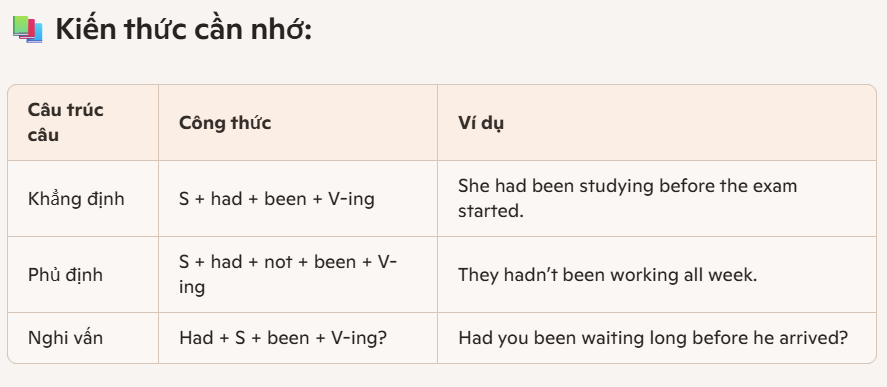 Kiến thức cần nhớ:
Câu trúc
câu
Công thức
Ví dụ
Khẳng định
S + had + been + V-ing
She had been studying before the exam
started.
Phủ định
S + had + not + been + V-
ing
They hadn’t been working all week.
Nghi vấn
Had + S + been + V-ing?
Had you been waiting long before he arrived?